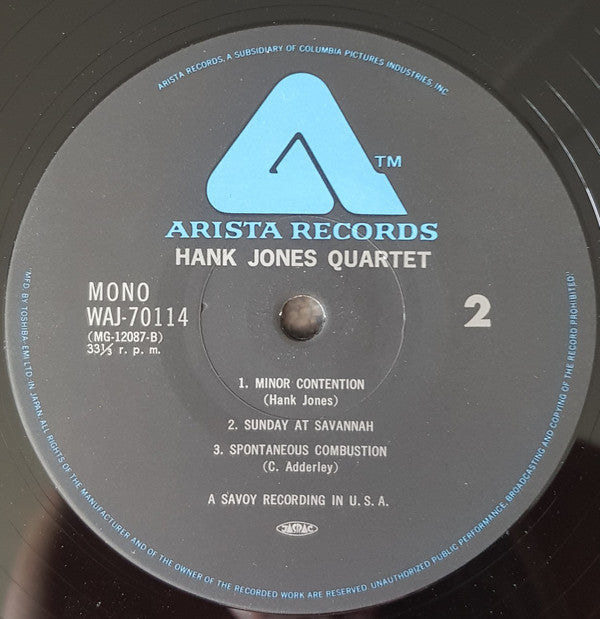 ARISTA RECORDS, A SUBSIDIARY OF COLUMBIA PICTURES INDUSTRIES, INC.
TM
ARISTA RECORDS
HANK JONES QUARTET
MONO
WAJ-70114
(MG-12087-B)
33⅓ r. p. m.
2
1. MINOR CONTENTION
(Hank Jones)
2. SUNDAY AT SAVANNAH
3. SPONTANEOUS COMBUSTION
(C. Adderley)
A SAVOY RECORDING IN U. S. A.
JASRAC
"MFD. BY TOSHIBA-EMI LTD. IN JAPAN. ALL RIGHTS OF THE MANUFACTURER AND OF THE OWNER OF THE RECORDED WORK ARE RESERVED. UNAUTHORIZED PUBLIC PERFORMANCE, BROADCASTING AND COPYING OF THE RECORD PROHIBITED."